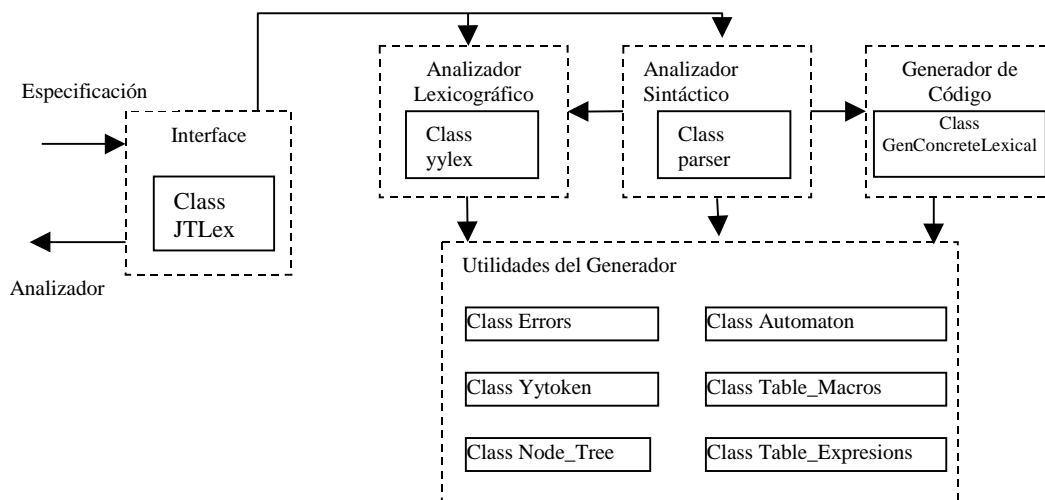 Especificación
Interface
Class
JTLex
Analizador
Analizador
Lexicográfico
Class
yylex
Analizador
Sintáctico
Class
parser
Generador de
Código
Class
GenConcreteLexical
Utilidades del Generador
Class Errors
Class Automaton
Class Yytoken
Class Table_Macros
Class Node_Tree
Class Table_Expresions